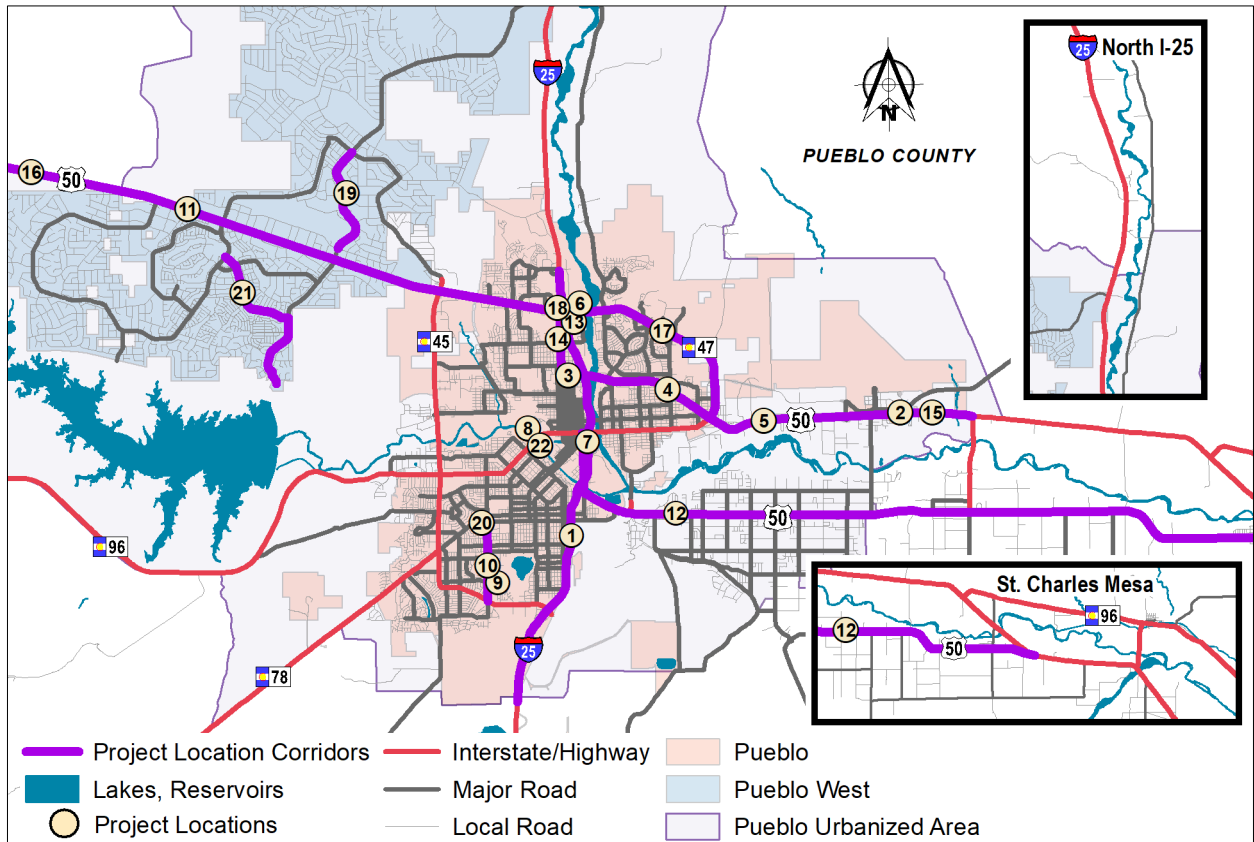 25
North I-25
25
N
PUEBLO COUNTY
16
50
11
19
21
18
6
13
14
17
45
47
3
4
5
50
2
15
8
22
7
12
50
20
1
10
9
96
25
78
St. Charles Mesa
12
50
96
Project Location Corridors
Interstate/Highway
Pueblo
Lakes, Reservoirs
Major Road
Pueblo West
Project Locations
Local Road
Pueblo Urbanized Area